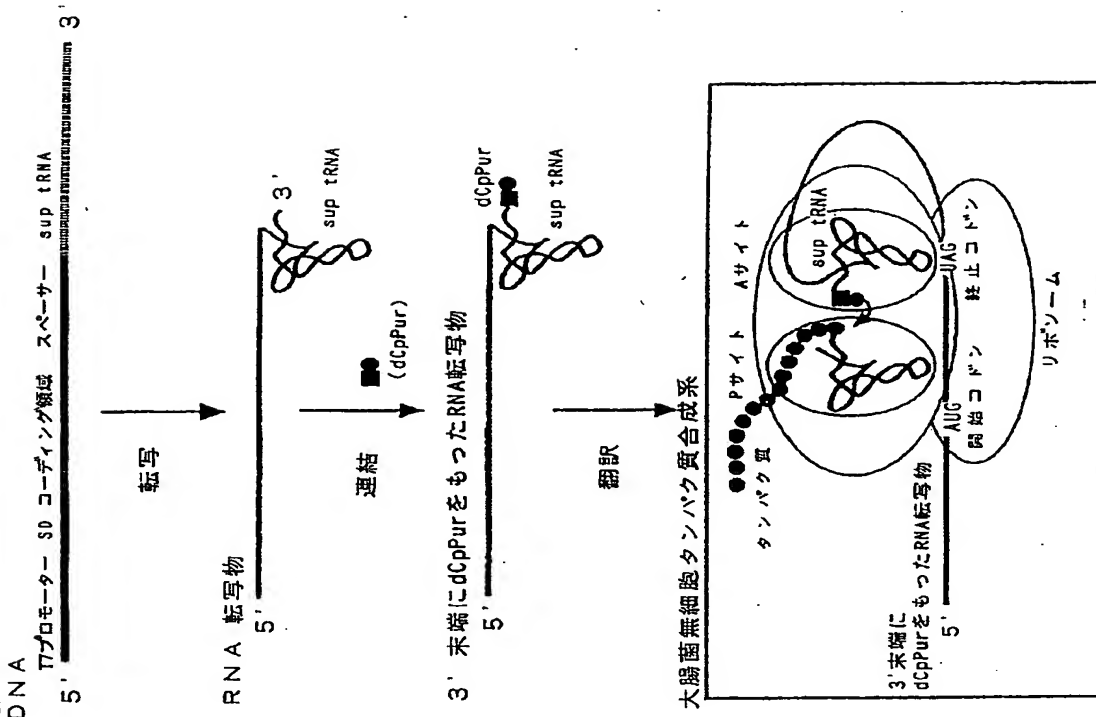 DNA
T7プロモーター SD コーディング領域 スペーサー sup tRNA
5' 3'
転写
RNA 転写物
5' 3'
sup tRNA
連結
(dCpPur)
3' 末端にdCpPurをもったRNA転写物
5' dCpPur
sup tRNA
翻訳
大腸菌無細胞タンパク質合成系
Pサイト Aサイト
タンパク質
sup tRNA
AUG UAG
開始コドン 終止コドン
3'末端に
dCpPurをもったRNA転写物
5'
リボソーム